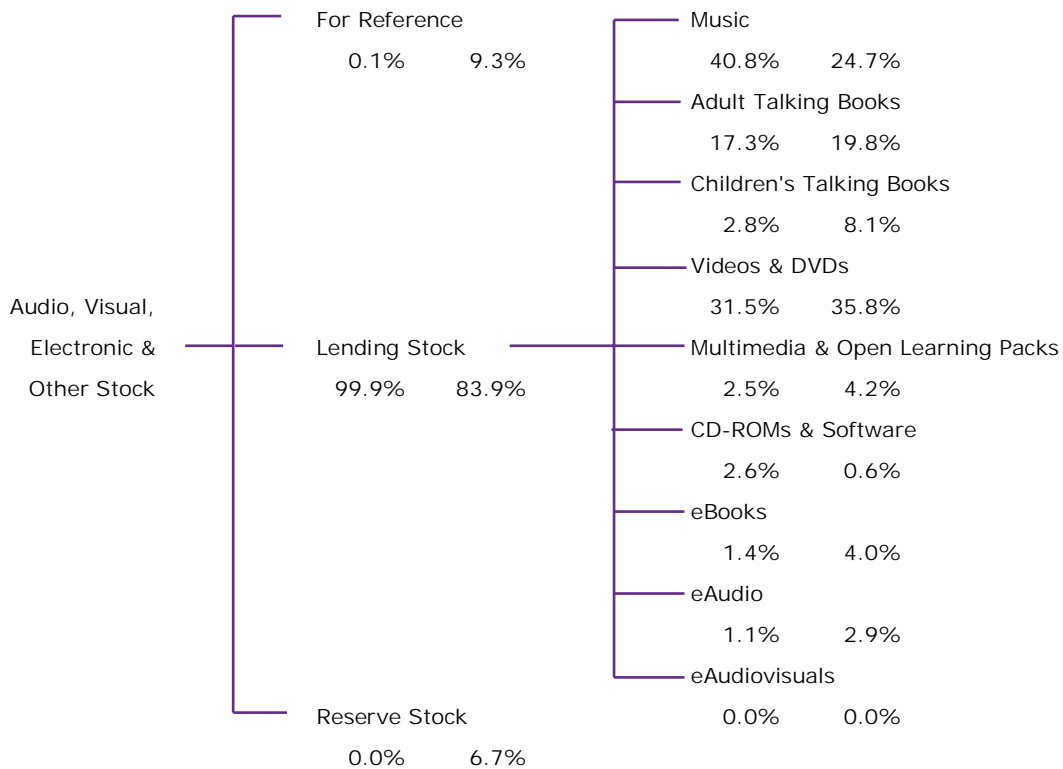 For Reference
0.1% 9.3%
Music
40.8% 24.7%
Adult Talking Books
17.3% 19.8%
Children's Talking Books
2.8% 8.1%
Videos & DVDs
31.5% 35.8%
Audio, Visual,
Electronic &
Other Stock
Lending Stock
99.9% 83.9%
Multimedia & Open Learning Packs
2.5% 4.2%
CD-ROMs & Software
2.6% 0.6%
eBooks
1.4% 4.0%
eAudio
1.1% 2.9%
eAudiovisuals
0.0% 0.0%
Reserve Stock
0.0% 6.7%